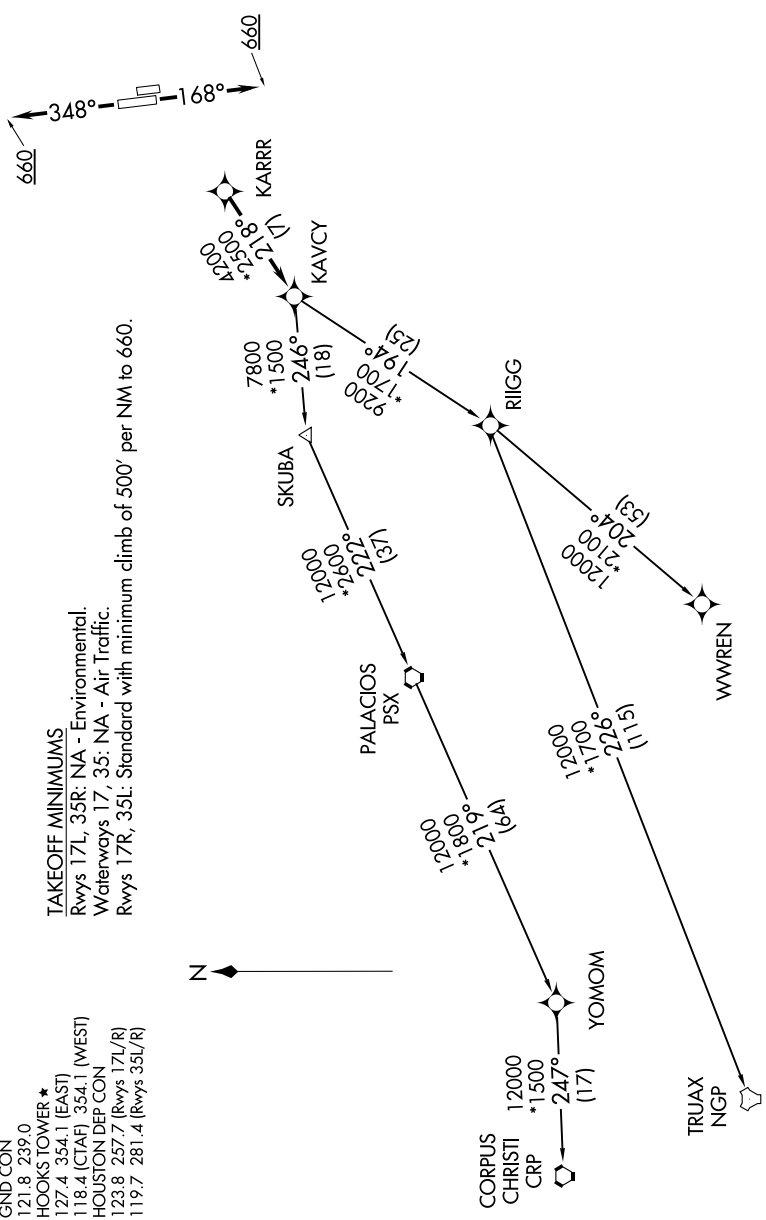 GND CON
121.8 239.0
HOOKS TOWER ★
127.4 354.1 (EAST)
118.4 (CTAF) 354.1 (WEST)
HOUSTON DEP CON
123.8 257.7 (Rwys 17L/R)
119.7 281.4 (Rwys 35L/R)
TAKEOFF MINIMUMS
Rwys 17L, 35R: NA - Environmental.
Waterways 17, 35: NA - Air Traffic.
Rwys 17R, 35L: Standard with minimum climb of 500' per NM to 660.
660
348°
168°
660
KARRR
4200
*2500
218°
(7)
KAVCY
7800
*1500
246°
(18)
9200
*1700
194°
(25)
SKUBA
RIIGG
12000
*2600
222°
(37)
12000
*2100
204°
(53)
PALACIOS
PSX
WWREN
12000
*1700
226°
(115)
12000
*1800
219°
(64)
N
YOMOM
12000
*1500
247°
(17)
CORPUS
CHRISTI
CRP
TRUAX
NGP